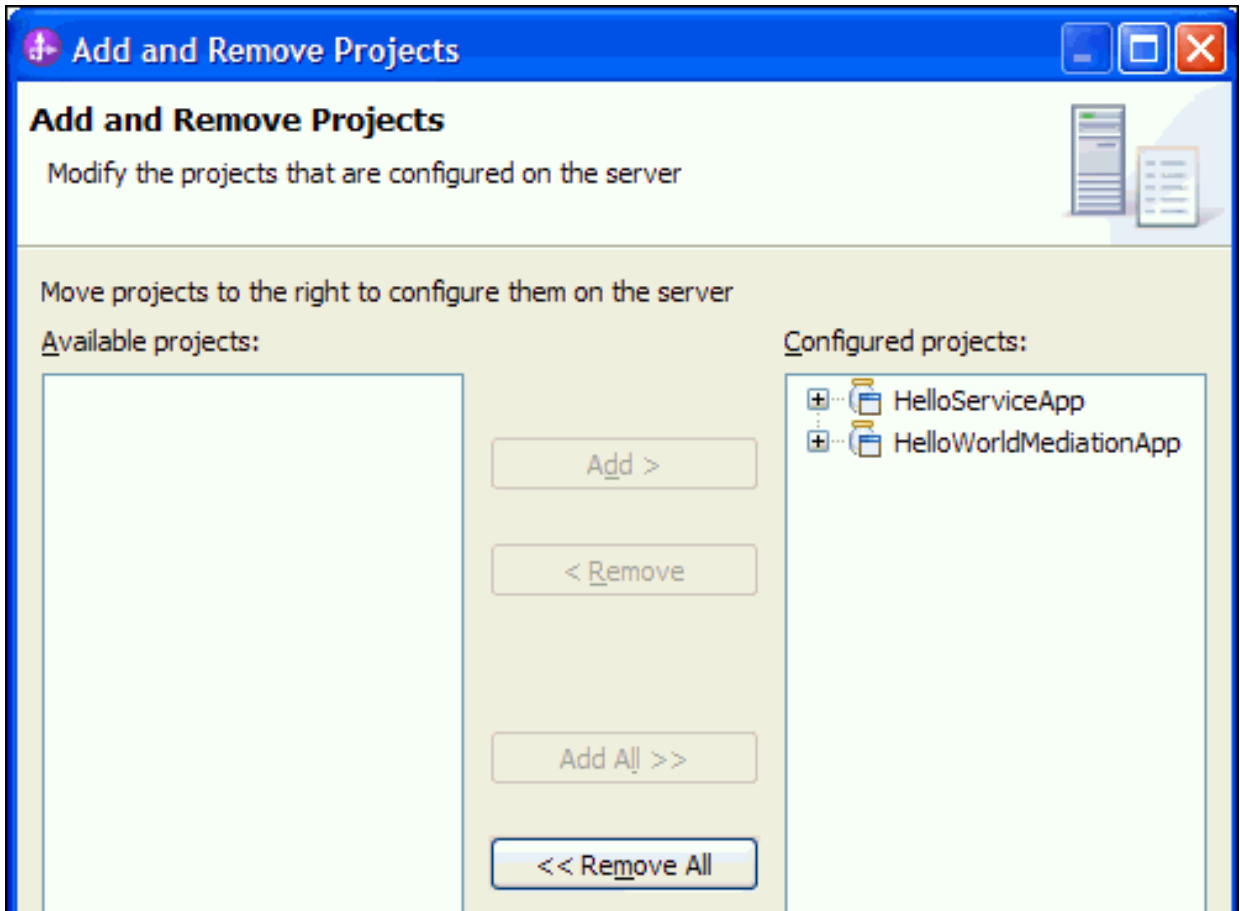 Add and Remove Projects
Add and Remove Projects
Modify the projects that are configured on the server
Move projects to the right to configure them on the server
Available projects:
Configured projects:
HelloServiceApp
HelloWorldMediationApp
Add >
< Remove
Add All >>
<< Remove All